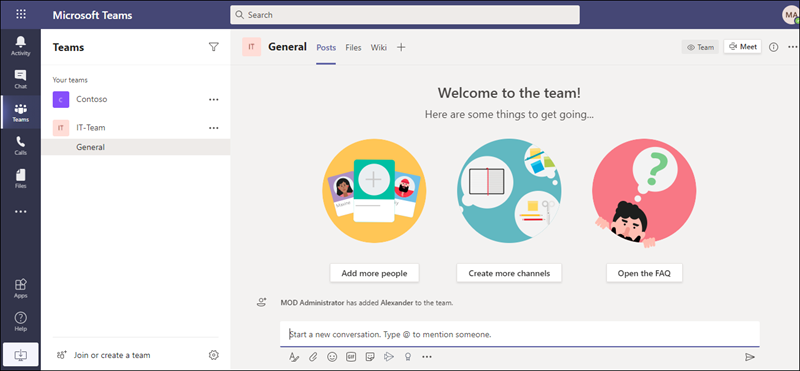 Microsoft Teams
Search
MA
Activity
Chat
Teams
Calls
Files
Apps
Help
Teams
Your teams
C
Contoso
IT
IT-Team
General
Join or create a team
IT
General
Posts
Files
Wiki
Team
Meet
Welcome to the team!
Here are some things to get going...
Add more people
Create more channels
Open the FAQ
MOD Administrator has added Alexander to the team.
Start a new conversation. Type @ to mention someone.
GIF